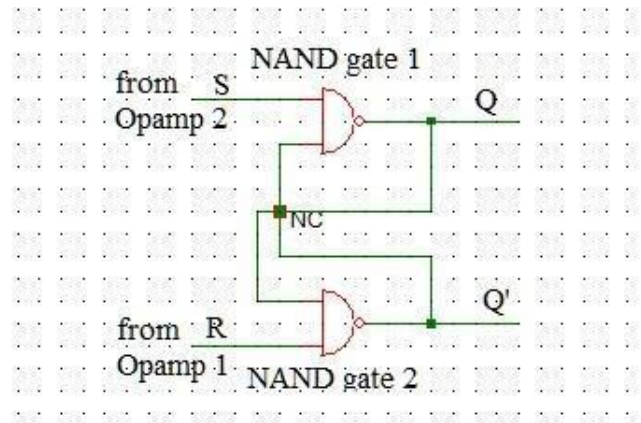 NAND gate 1
from S
Opamp 2
Q
NC
Q'
from R
Opamp 1
NAND gate 2